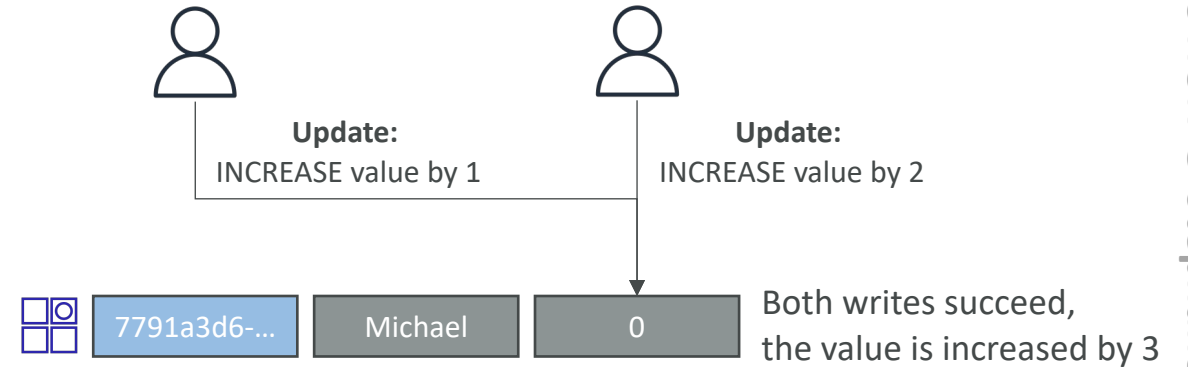 Update:
INCREASE value by 1
Update:
INCREASE value by 2
7791a3d6-...
Michael
0
Both writes succeed,
the value is increased by 3